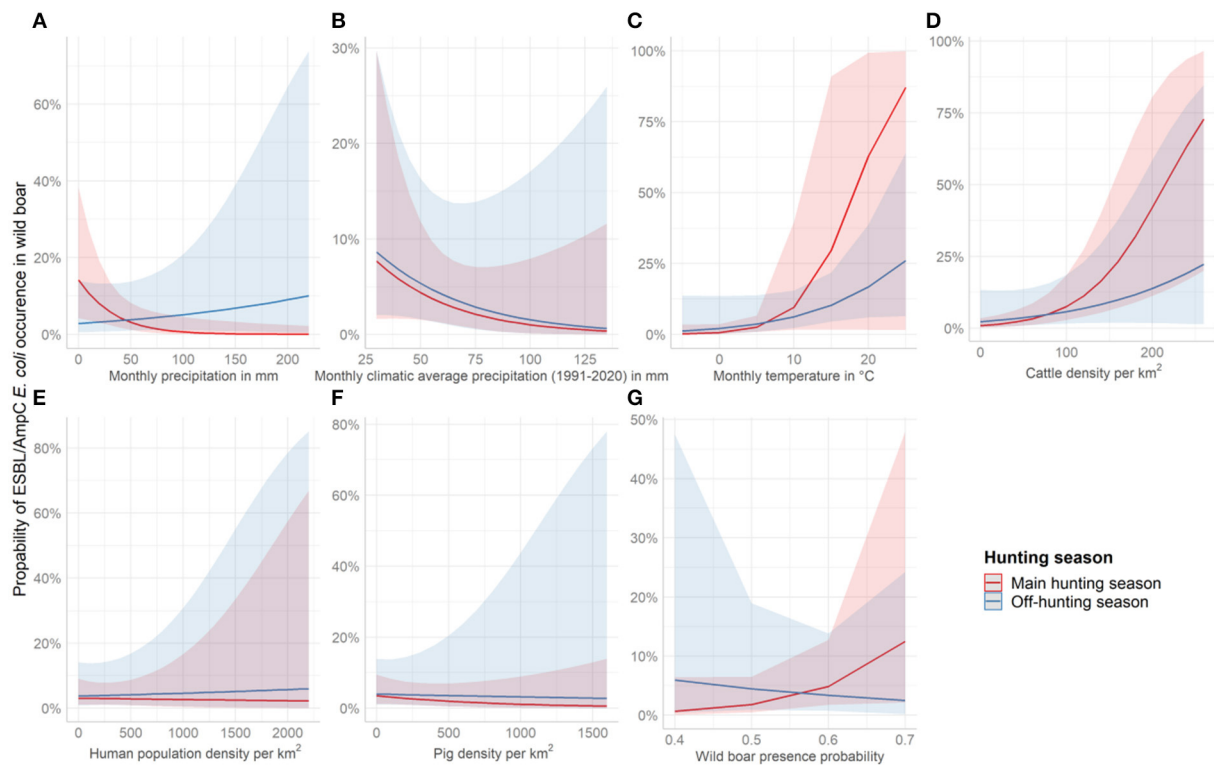 A
B
C
D
Propability of ESBL/AmpC E. coli occurence in wild boar
60%
40%
20%
0%
0 50 100 150 200
Monthly precipitation in mm
30%
20%
10%
0%
25 50 75 100 125
Monthly climatic average precipitation (1991-2020) in mm
100%
75%
50%
25%
0%
0 10 20
Monthly temperature in °C
100%
75%
50%
25%
0%
0 100 200
Cattle density per km²
E
F
G
80%
60%
40%
20%
0%
0 500 1000 1500 2000
Human population density per km²
80%
60%
40%
20%
0%
0 500 1000 1500
Pig density per km²
50%
40%
30%
20%
10%
0%
0.4 0.5 0.6 0.7
Wild boar presence probability
Hunting season
Main hunting season
Off-hunting season